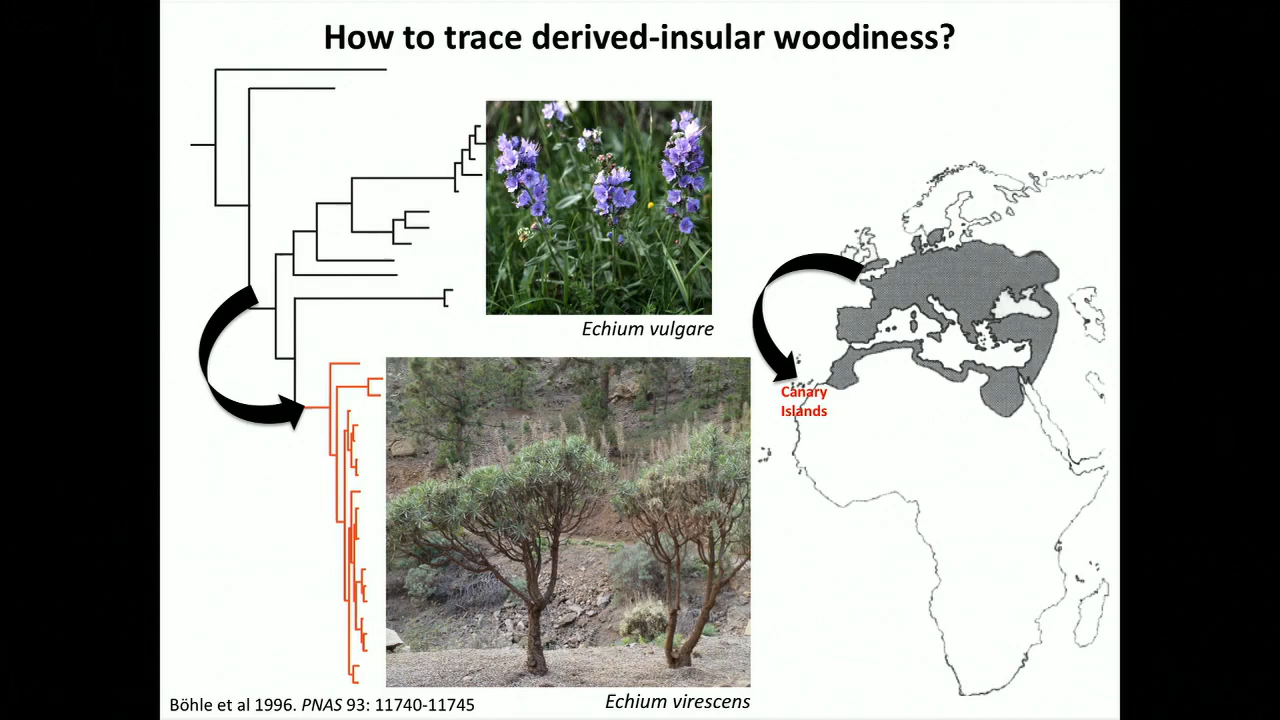 How to trace derived-insular woodiness?
Echium vulgare
Canary
Islands
Echium virescens
Böhle et al 1996. PNAS 93: 11740-11745